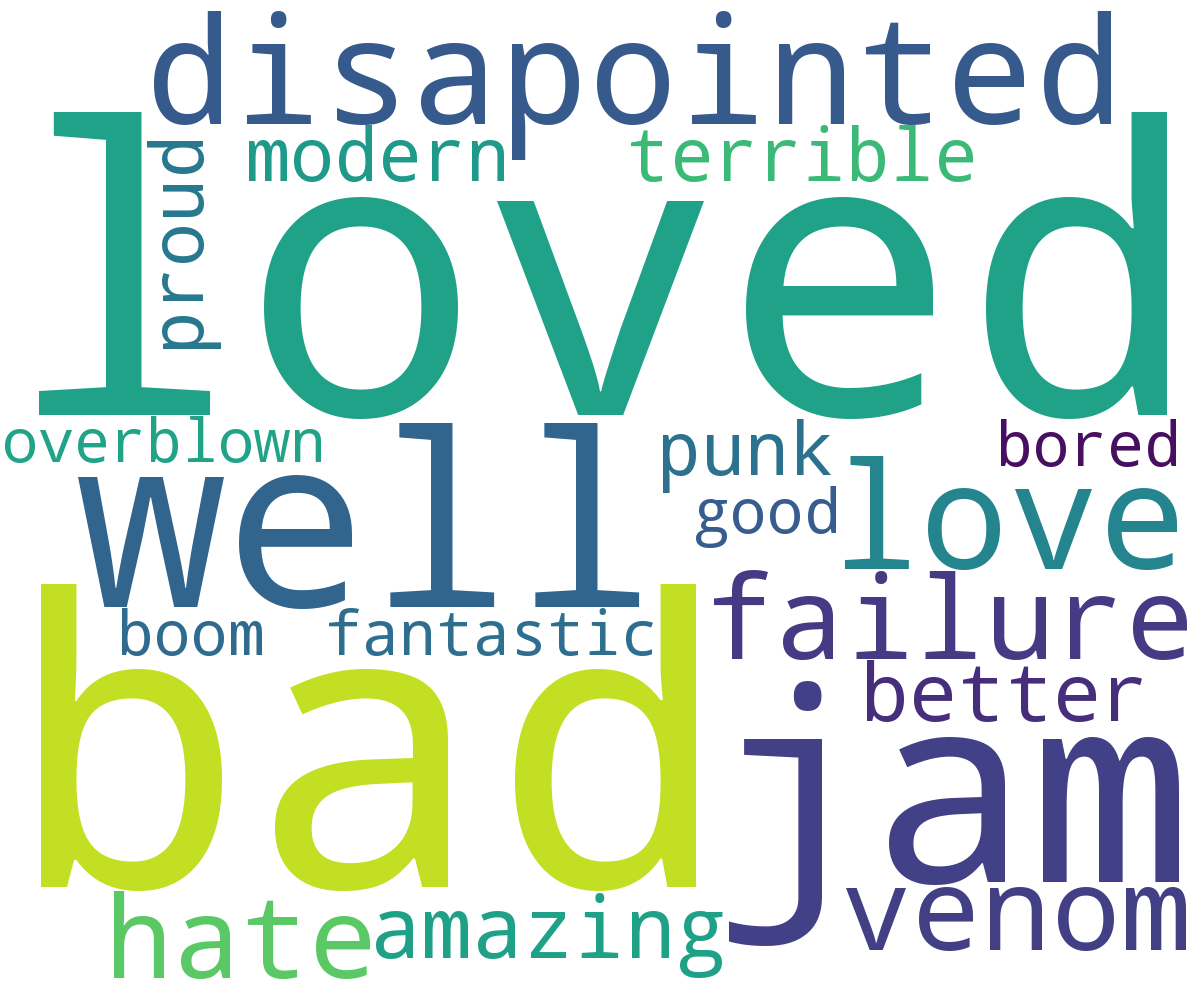 disapointed
modern
terrible
proud
loved
overblown
punk
bored
well
good
love
boom
fantastic
failure
better
bad
jam
hate
amazing
venom